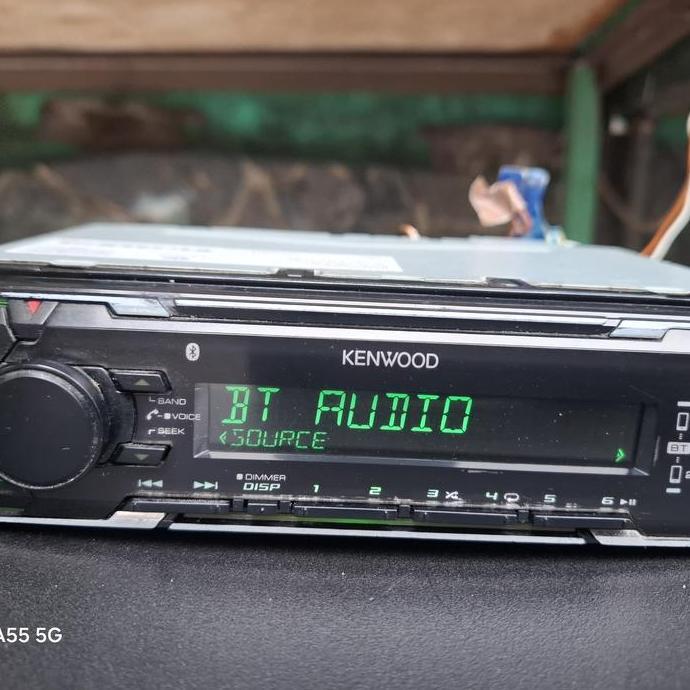 KENWOOD
BT AUDIO
<SOURCE
BAND
VOICE
SEEK
BT
DIMMER
DISP 1 2 3 4 5 6
A55 5G